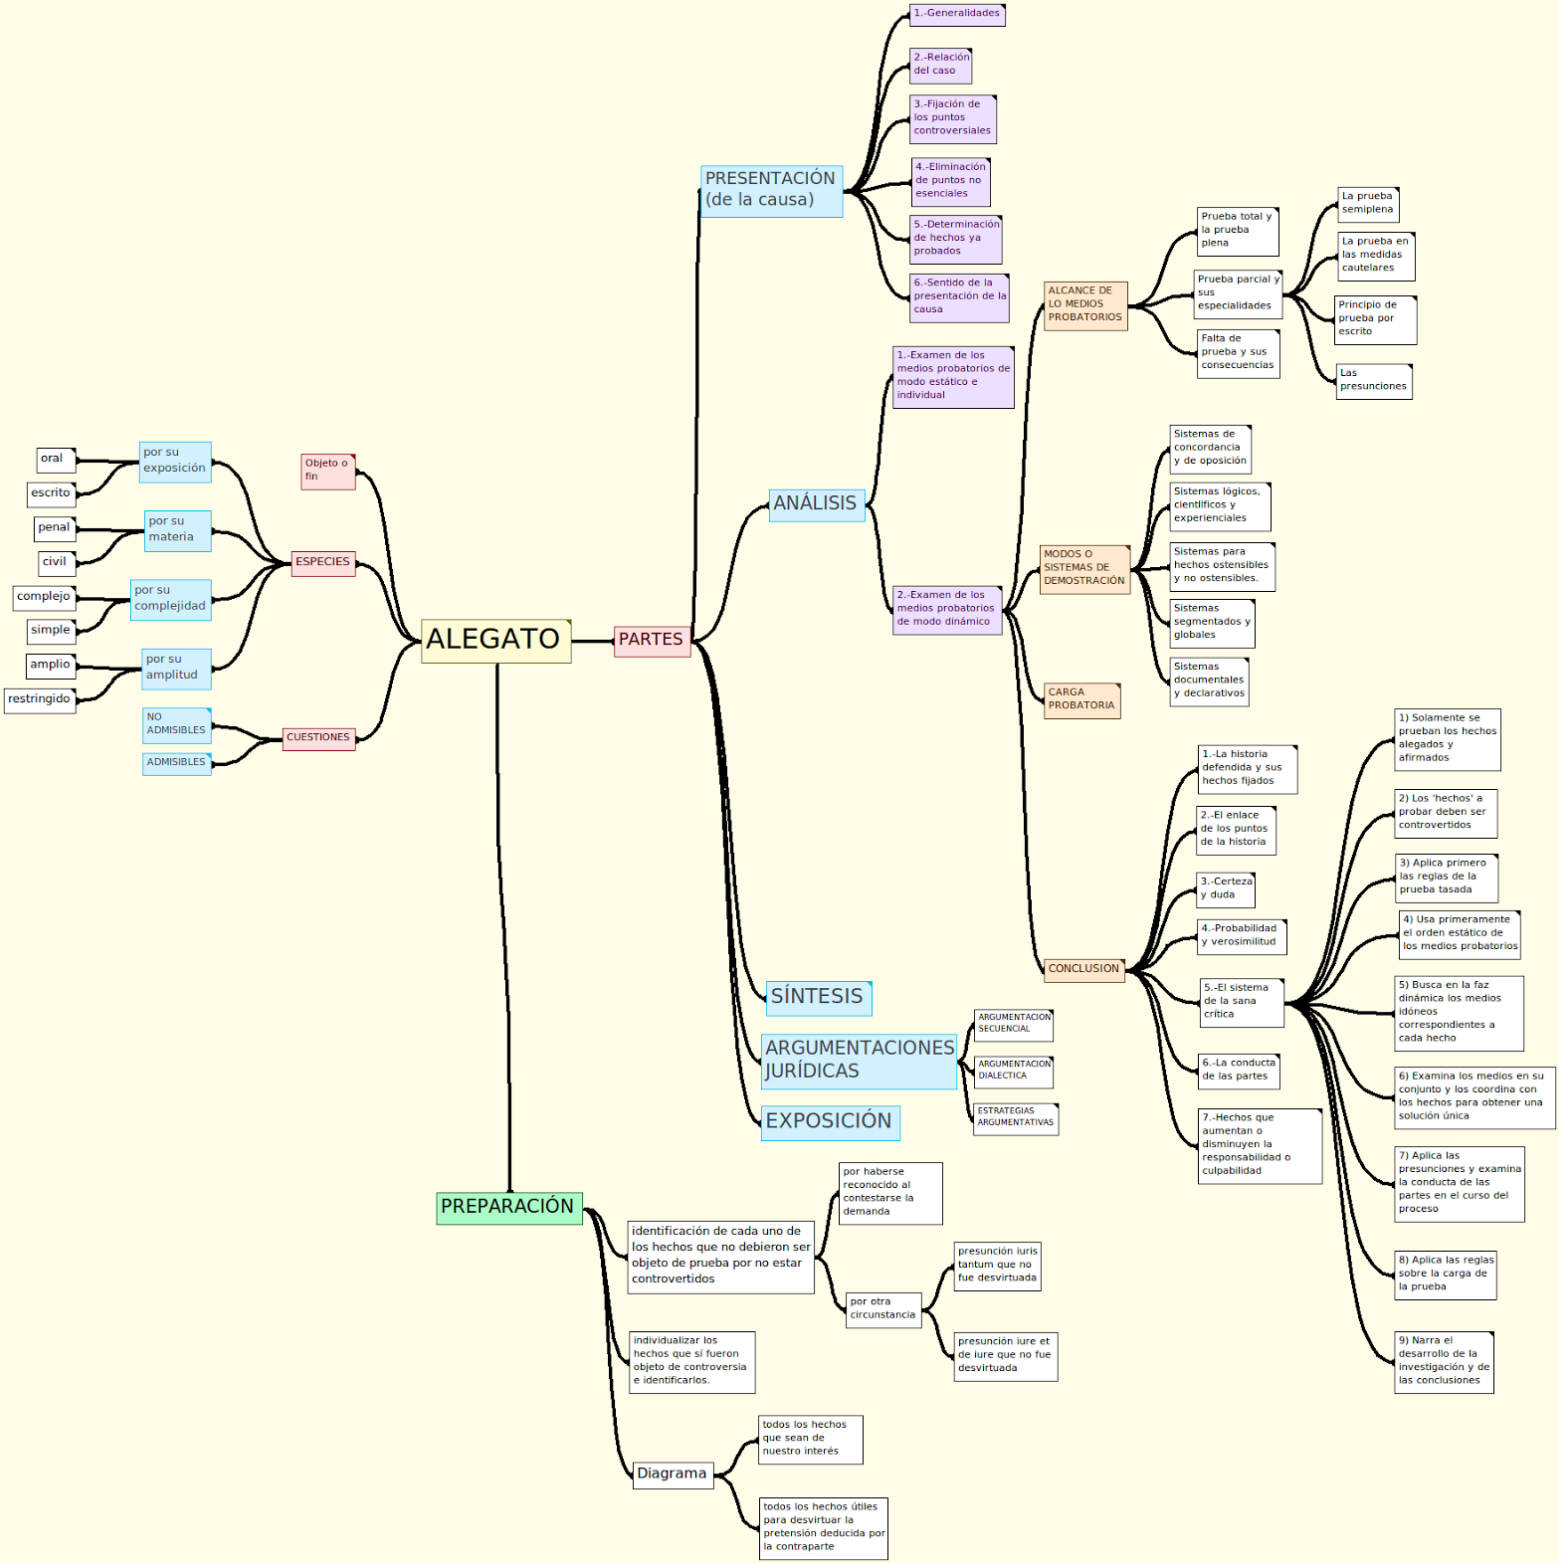 ALEGATO
Objeto o
fin
ESPECIES
por su
exposición
oral
escrito
por su
materia
penal
civil
por su
complejidad
complejo
simple
por su
amplitud
amplio
restringido
CUESTIONES
NO
ADMISIBLES
ADMISIBLES
PARTES
PRESENTACIÓN
(de la causa)
1.-Generalidades
2.-Relación
del caso
3.-Fijación de
los puntos
controversiales
4.-Eliminación
de puntos no
esenciales
5.-Determinación
de hechos ya
probados
6.-Sentido de la
presentación de la
causa
ANÁLISIS
1.-Examen de los
medios probatorios de
modo estático e
individual
2.-Examen de los
medios probatorios
de modo dinámico
ALCANCE DE
LO MEDIOS
PROBATORIOS
Prueba total y
la prueba
plena
Prueba parcial y
sus
especialidades
La prueba
semiplena
La prueba en
las medidas
cautelares
Principio de
prueba por
escrito
Las
presunciones
Falta de
prueba y sus
consecuencias
MODOS O
SISTEMAS DE
DEMOSTRACIÓN
Sistemas de
concordancia
y de oposición
Sistemas lógicos,
cientiíficos y
experienciales
Sistemas para
hechos ostensibles
y no ostensibles.
Sistemas
segmentados y
globales
Sistemas
documentales
y declarativos
CARGA
PROBATORIA
CONCLUSION
1.-La historia
defendida y sus
hechos fijados
2.-El enlace
de los puntos
de la historia
3.-Certeza
y duda
4.-Probabilidad
y verosimilitud
5.-El sistema
de la sana
crítica
1) Solamente se
prueban los hechos
alegados y
afirmados
2) Los 'hechos' a
probar deben ser
controvertidos
3) Aplica primero
las reglas de la
prueba tasada
4) Usa primeramente
el orden estático de
los medios probatorios
5) Busca en la faz
dinámica los medios
idóneos
correspondientes a
cada hecho
6) Examina los medios en su
conjunto y los coordina con
los hechos para obtener una
solución única
7) Aplica las
presunciones y examina
la conducta de las
partes en el curso del
proceso
8) Aplica las reglas
sobre la carga de
la prueba
9) Narra el
desarrollo de la
investigación y de
las conclusiones
6.-La conducta
de las partes
7.-Hechos que
aumentan o
disminuyen la
responsabilidad o
culpabilidad
SÍNTESIS
ARGUMENTACIONES
JURÍDICAS
ARGUMENTACION
SECUENCIAL
ARGUMENTACION
DIALECTICA
ESTRATEGIAS
ARGUMENTATIVAS
EXPOSICIÓN
PREPARACIÓN
identificación de cada uno de
los hechos que no debieron ser
objeto de prueba por no estar
controvertidos
por haberse
reconocido al
contestarse la
demanda
por otra
circunstancia
presunción iuris
tantum que no
fue desvirtuada
presunción iure et
de iure que no fue
desvirtuada
individualizar los
hechos que sí fueron
objeto de controversia
e identificarlos.
Diagrama
todos los hechos
que sean de
nuestro interés
todos los hechos útiles
para desvirtuar la
pretensión deducida por
la contraparte